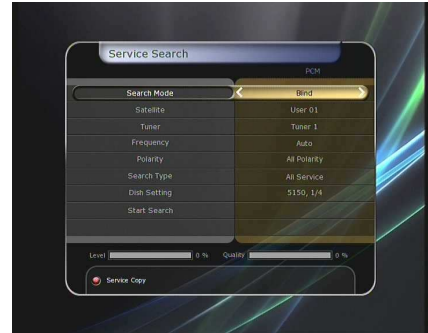 Service Search
PCM
Search Mode Blind
Satellite User 01
Tuner Tuner 1
Frequency Auto
Polarity All Polarity
Search Type All Service
Dish Setting 5150, 1/4
Start Search
Level 0 % Quality 0 %
Service Copy